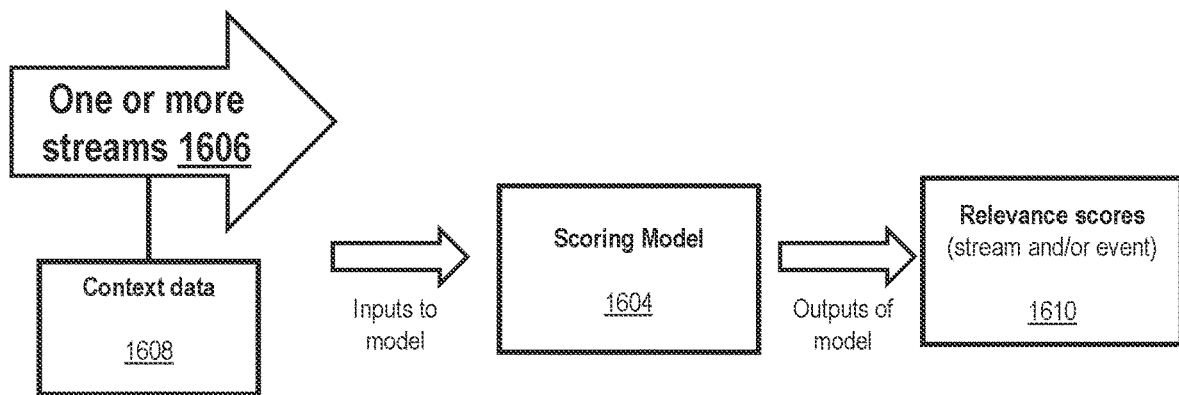 One or more
streams 1606
Context data
1608
Inputs to
model
Scoring Model
1604
Outputs of
model
Relevance scores
(stream and/or event)
1610